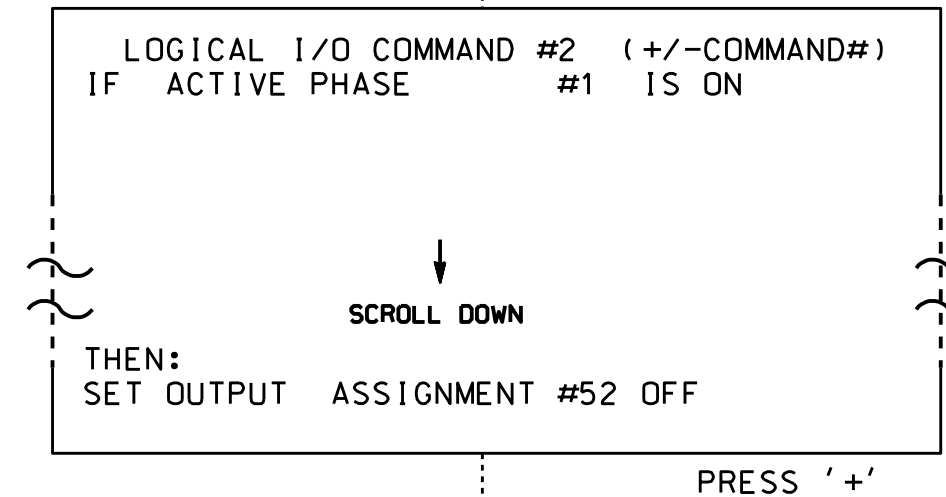 LOGICAL I/O COMMAND #2 (+/-COMMAND#)
IF ACTIVE PHASE #1 IS ON
SCROLL DOWN
THEN:
SET OUTPUT ASSIGNMENT #52 OFF
PRESS '+'